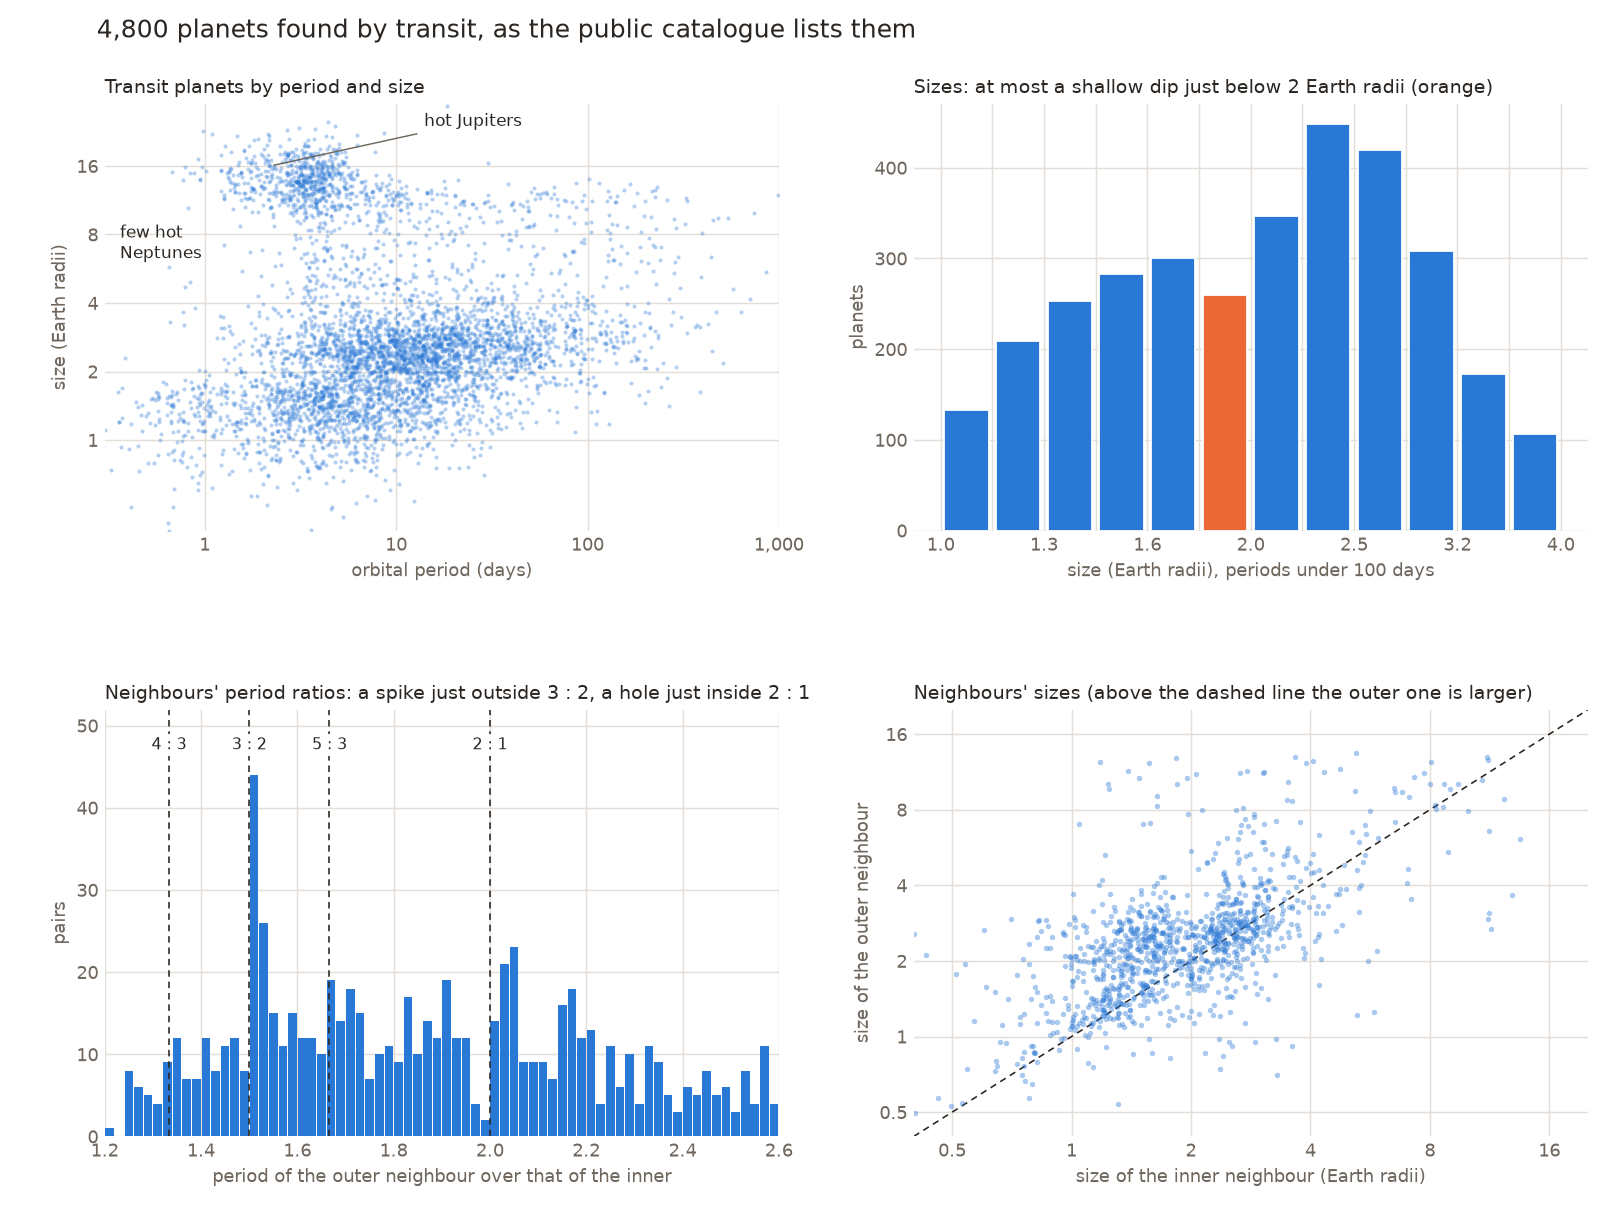 4,800 planets found by transit, as the public catalogue lists them
Transit planets by period and size
hot Jupiters
few hot
Neptunes
16
8
4
2
1
size (Earth radii)
1
10
100
1,000
orbital period (days)
Sizes: at most a shallow dip just below 2 Earth radii (orange)
400
300
200
100
0
planets
1.0
1.3
1.6
2.0
2.5
3.2
4.0
size (Earth radii), periods under 100 days
Neighbours' period ratios: a spike just outside 3 : 2, a hole just inside 2 : 1
4 : 3
3 : 2
5 : 3
2 : 1
50
40
30
20
10
0
pairs
1.2
1.4
1.6
1.8
2.0
2.2
2.4
2.6
period of the outer neighbour over that of the inner
Neighbours' sizes (above the dashed line the outer one is larger)
16
8
4
2
1
0.5
size of the outer neighbour
0.5
1
2
4
8
16
size of the inner neighbour (Earth radii)